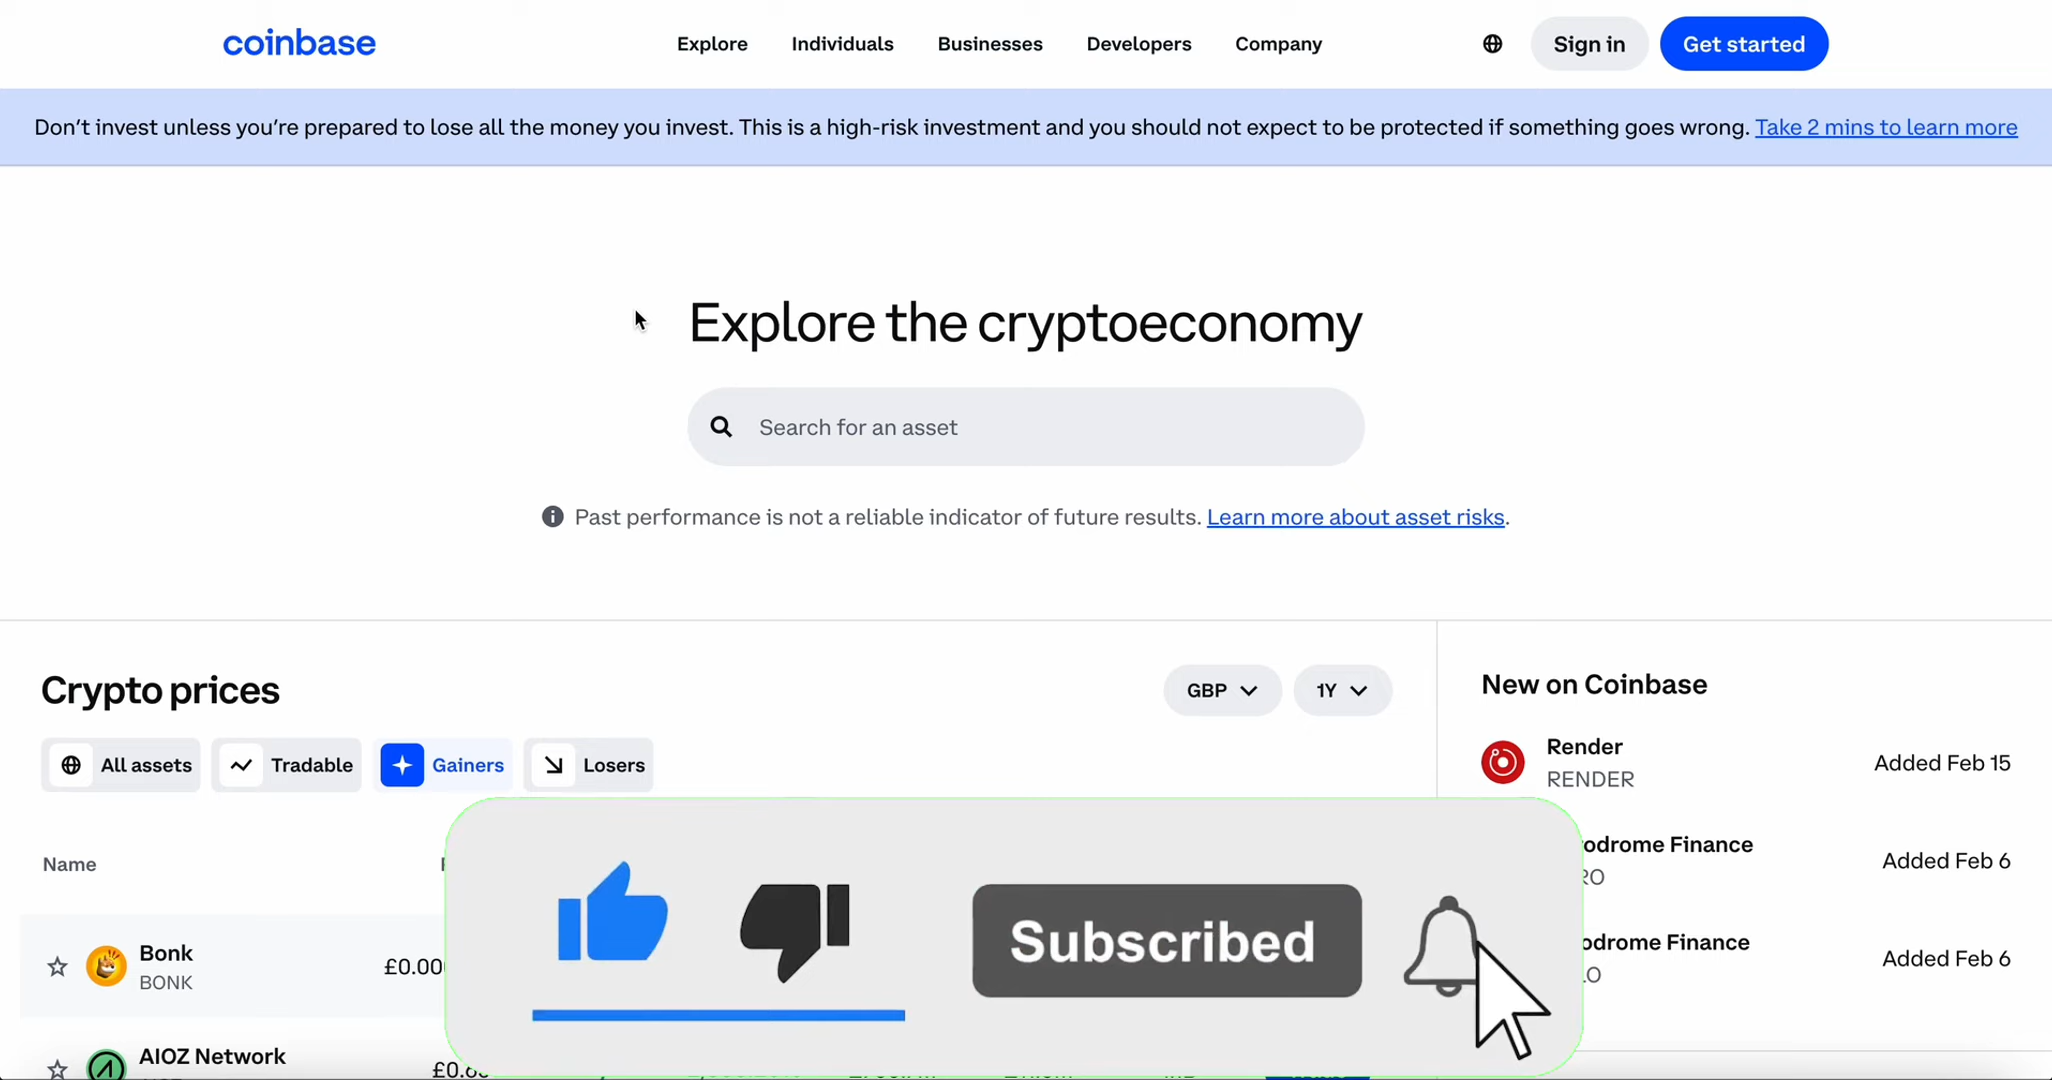 coinbase
Explore Individuals Businesses Developers Company
Sign in
Get started
Don't invest unless you're prepared to lose all the money you invest. This is a high-risk investment and you should not expect to be protected if something goes wrong. Take 2 mins to learn more
Explore the cryptoeconomy
Search for an asset
Past performance is not a reliable indicator of future results. Learn more about asset risks.
Crypto prices
GBP 1Y
All assets Tradable Gainers Losers
Name
Bonk
BONK
£0.00
AIOZ Network
New on Coinbase
Render
RENDER
Added Feb 15
odrome Finance
RO
Added Feb 6
odrome Finance
LO
Added Feb 6
Subscribed